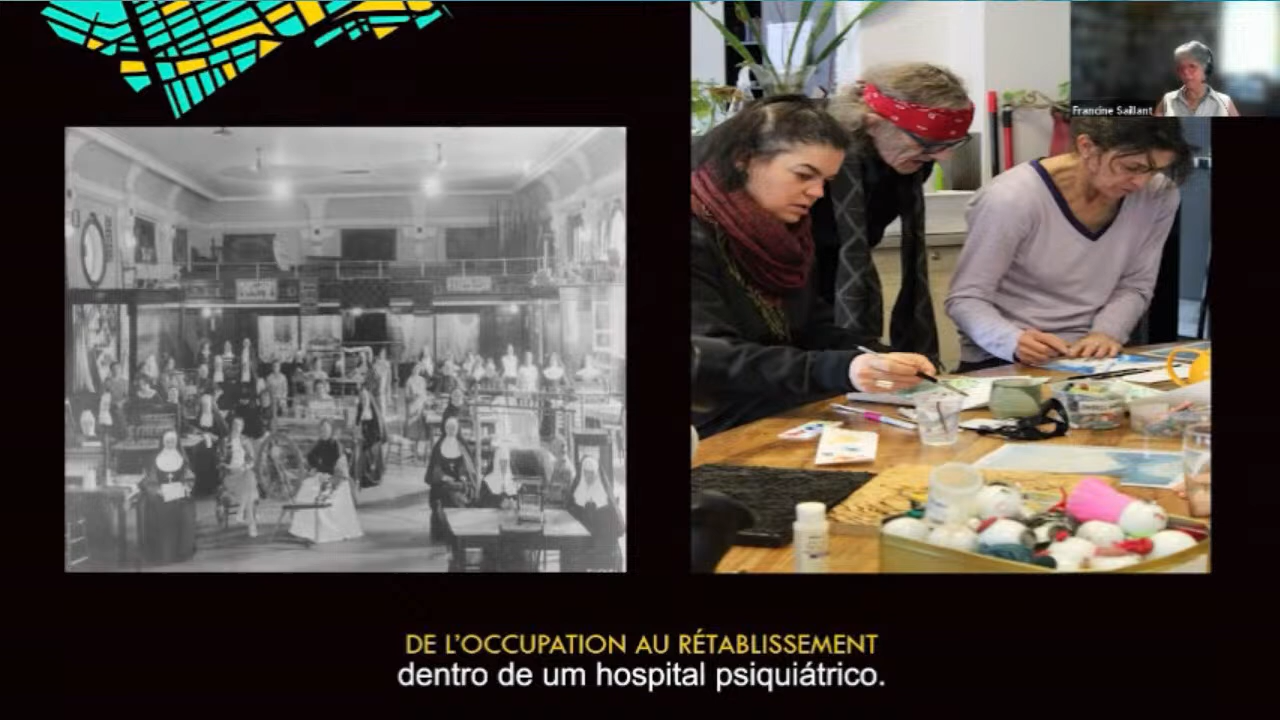 Francine Saillant
DE L'OCCUPATION AU RÉTABLISSEMENT
dentro de um hospital psiquiátrico.